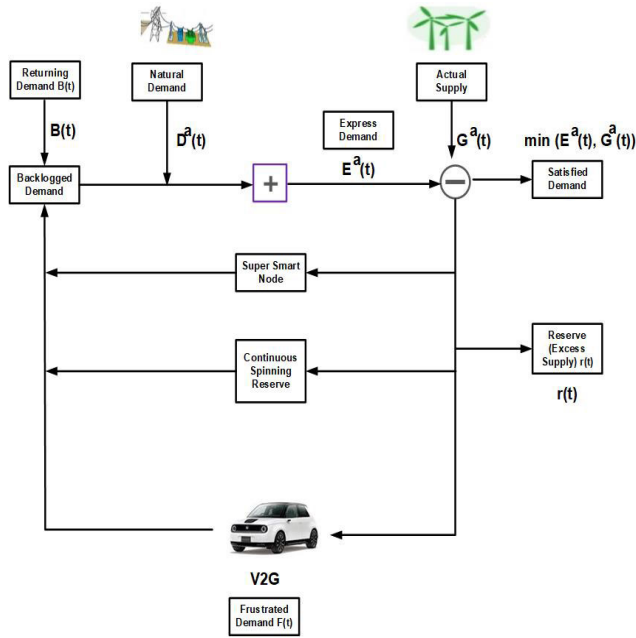 Returning
Demand B(t)
Natural
Demand
Actual
Supply
B(t)
Dᵃ(t)
Express
Demand
Gᵃ(t)
min (Eᵃ(t), Gᵃ(t))
Backlogged
Demand
+
Eᵃ(t)
−
Satisfied
Demand
Super Smart
Node
Continuous
Spinning
Reserve
Reserve
(Excess
Supply) r(t)
r(t)
V2G
Frustrated
Demand F(t)